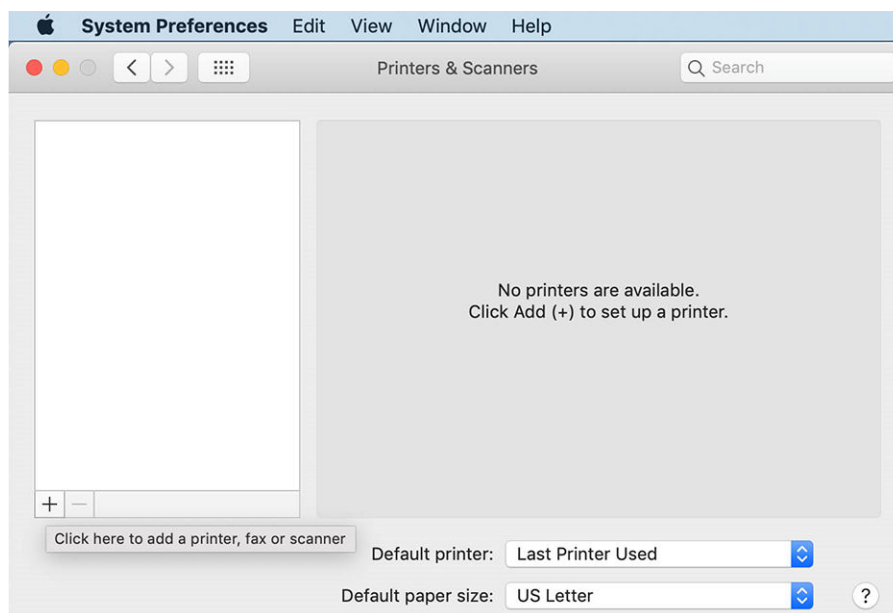 System Preferences Edit View Window Help
Printers & Scanners
Search
No printers are available.
Click Add (+) to set up a printer.
+ −
Click here to add a printer, fax or scanner
Default printer: Last Printer Used
Default paper size: US Letter
?